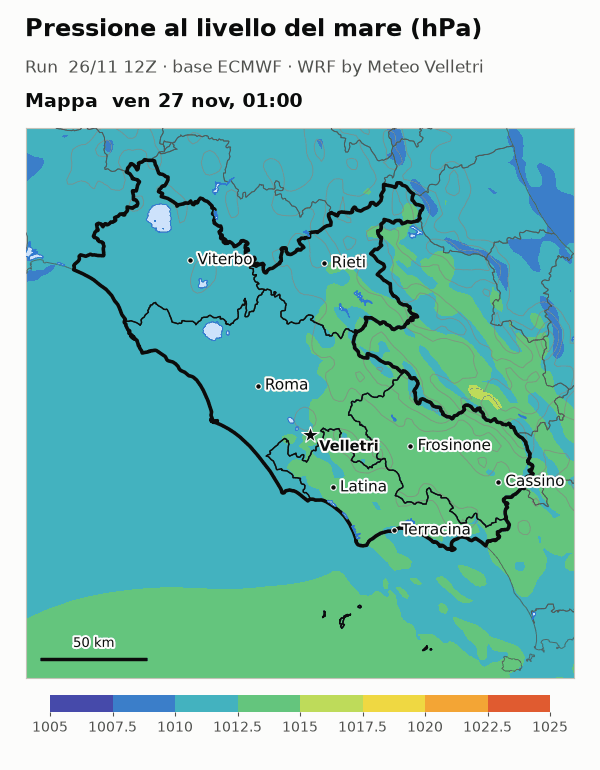 Pressione al livello del mare (hPa)
Run  26/11 12Z · base ECMWF · WRF by Meteo Velletri
Mappa  ven 27 nov, 01:00
Viterbo
Rieti
Roma
Velletri
Frosinone
Latina
Cassino
Terracina
50 km
1005 1007.5 1010 1012.5 1015 1017.5 1020 1022.5 1025